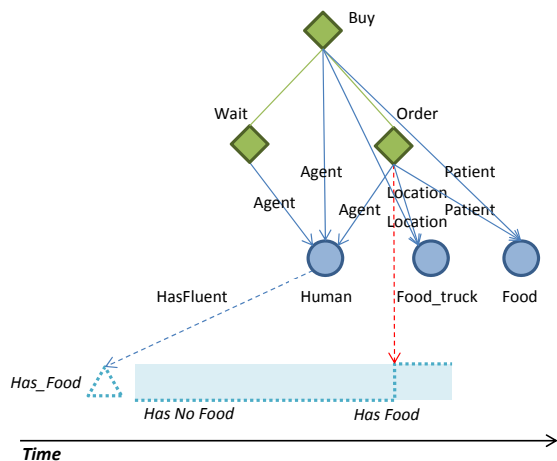 Buy
Wait
Order
Agent
Patient
Agent
Agent
Location
Patient
Location
HasFluent
Human
Food_truck
Food
Has_Food
Has No Food
Has Food
Time